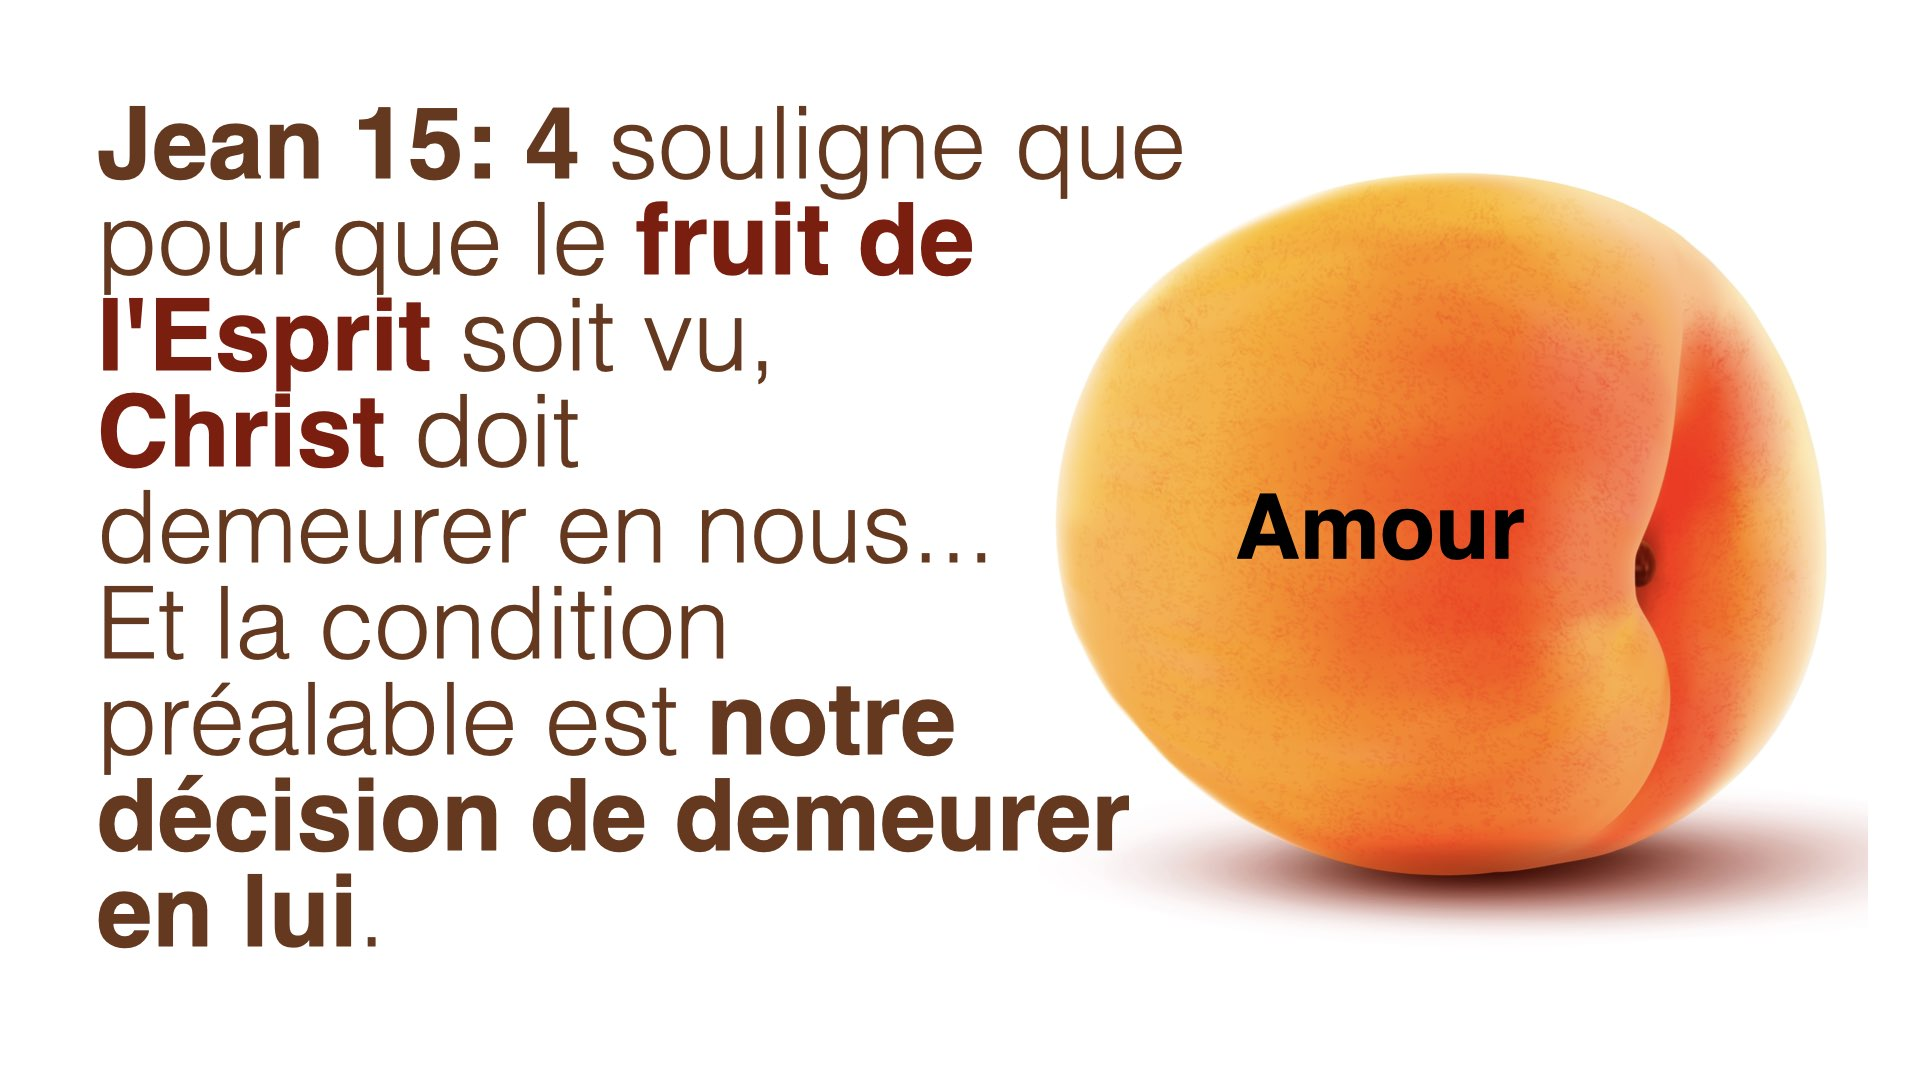 Jean 15: 4 souligne que
pour que le fruit de
l'Esprit soit vu,
Christ doit
demeurer en nous...
Et la condition
préalable est notre
décision de demeurer
en lui.
Amour